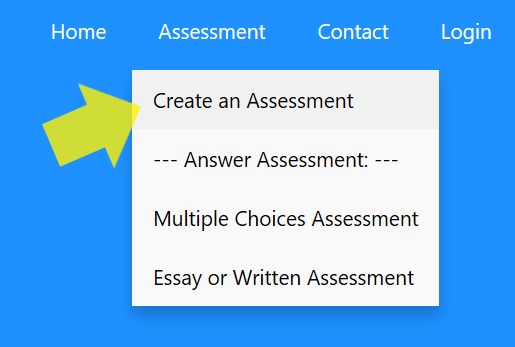 Home Assessment Contact Login
Create an Assessment
--- Answer Assessment: ---
Multiple Choices Assessment
Essay or Written Assessment